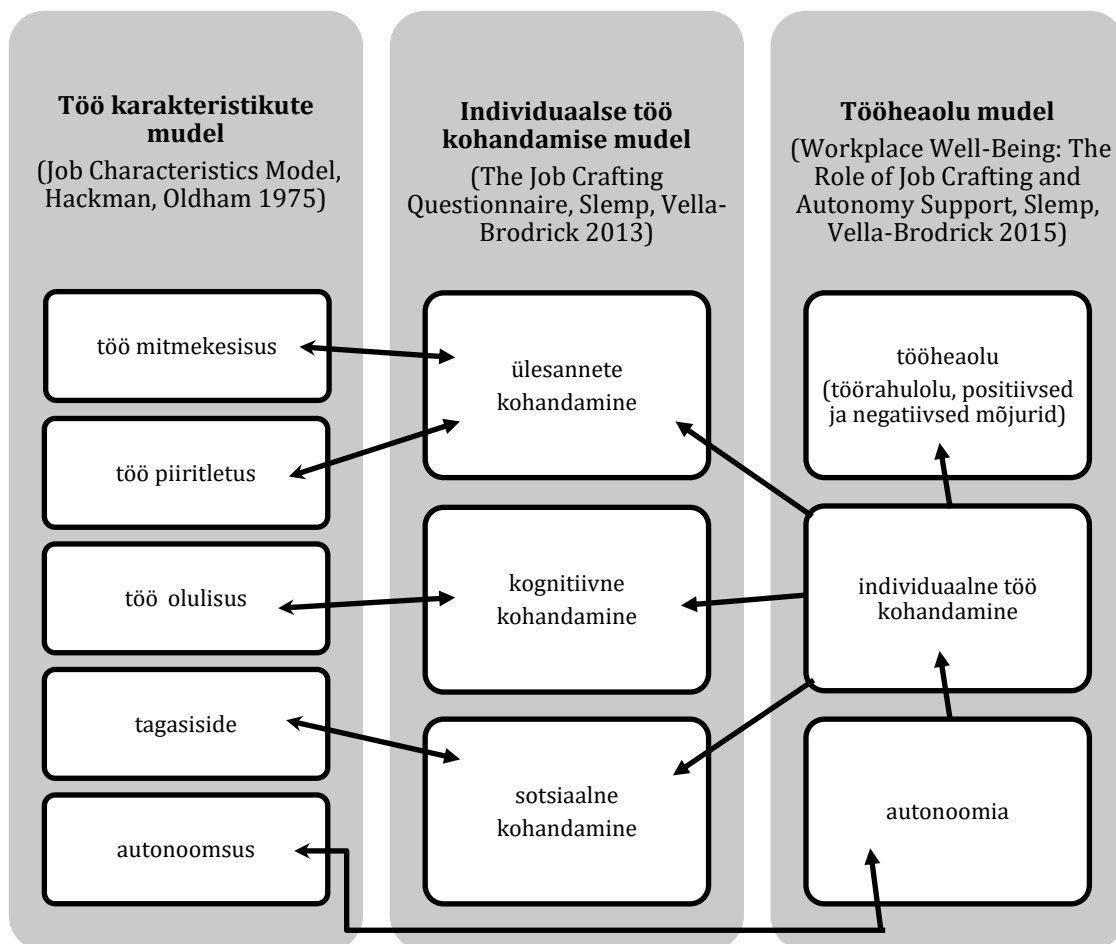 Töö karakteristikute
mudel
(Job Characteristics Model,
Hackman, Oldham 1975)
töö mitmekesisus
töö piiritletus
töö olulisus
tagasiside
autonoomsus
Individuaalse töö
kohandamise mudel
(The Job Crafting
Questionnaire, Slemp, Vella-
Brodrick 2013)
ülesannete
kohandamine
kognitiivne
kohandamine
sotsiaalne
kohandamine
Tööheaolu mudel
(Workplace Well-Being: The
Role of Job Crafting and
Autonomy Support, Slemp,
Vella-Brodrick 2015)
tööheaolu
(töörahulolu, positiivsed
ja negatiivsed mõjurid)
individuaalne töö
kohandamine
autonoomia